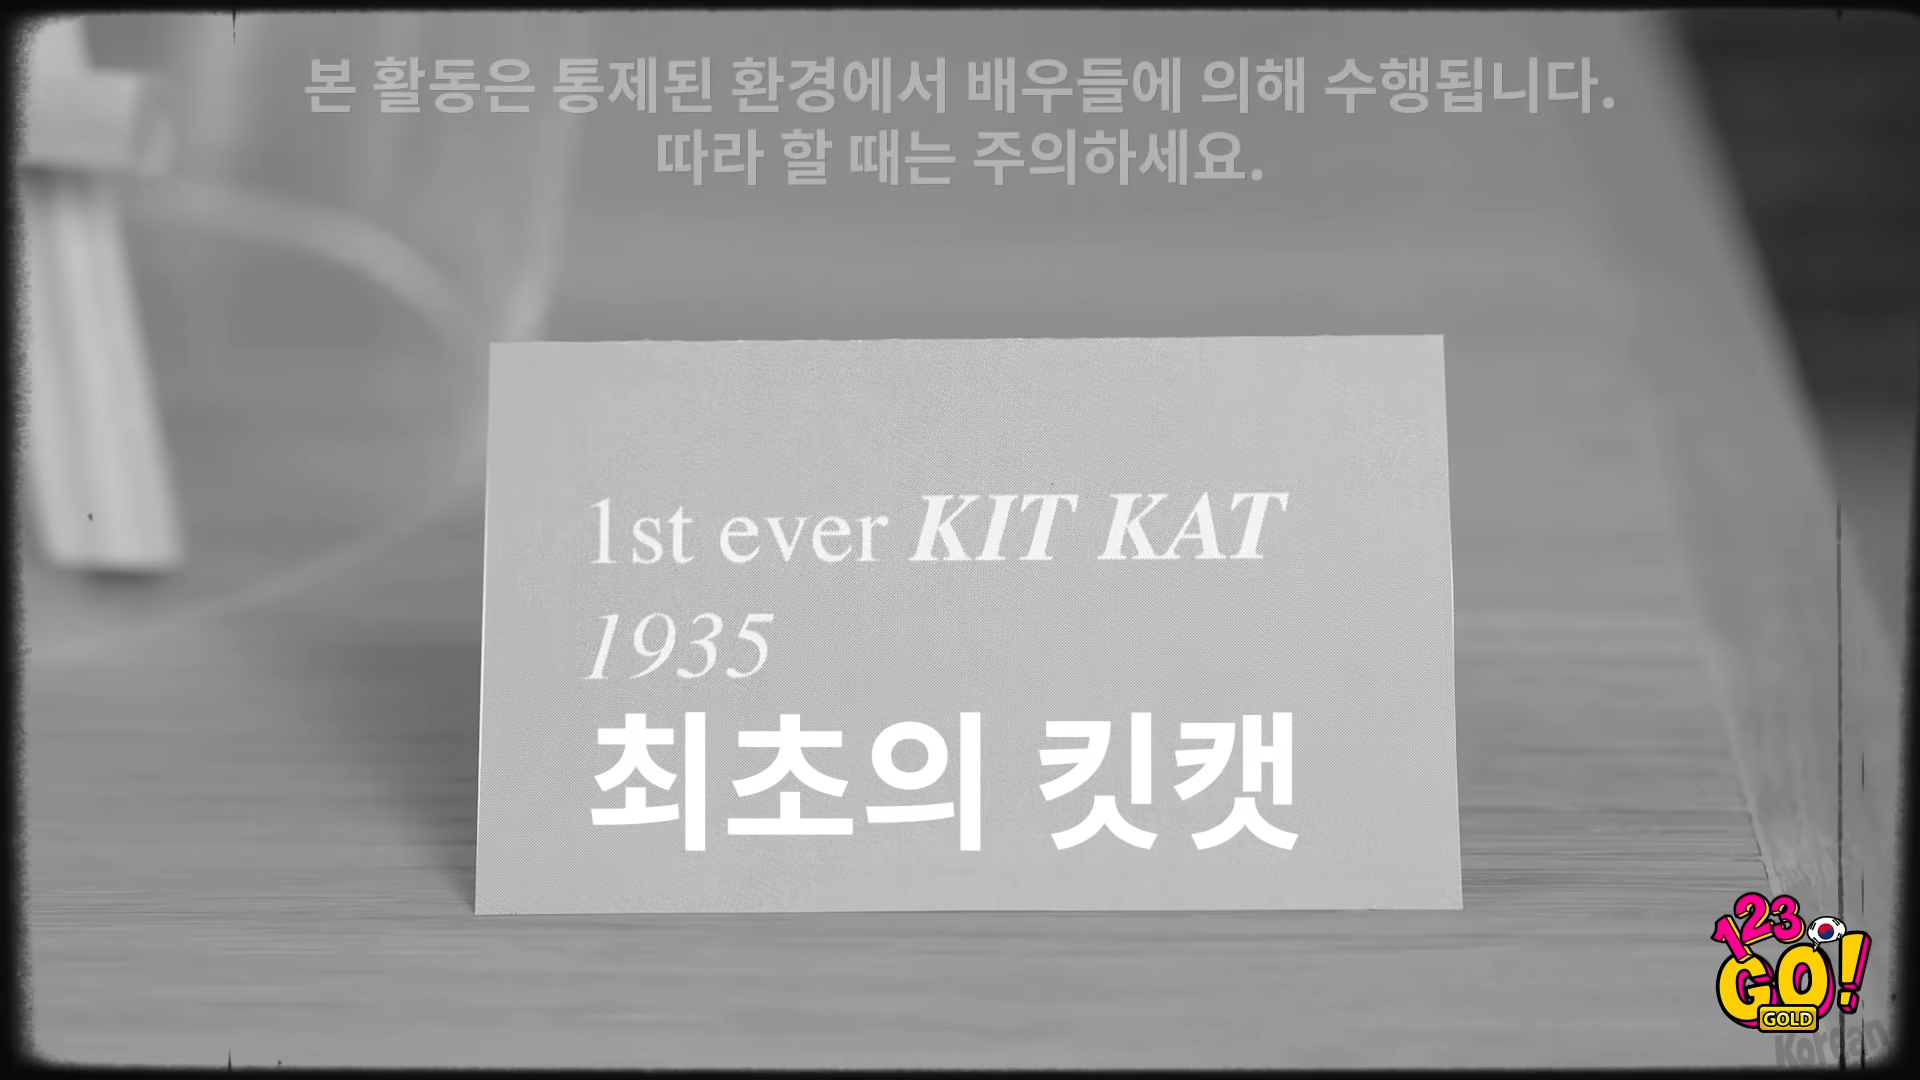 본 활동은 통제된 환경에서 배우들에 의해 수행됩니다.
따라 할 때는 주의하세요.
1st ever KIT KAT
1935
최초의 킷캣
123
GO!
GOLD
Korean